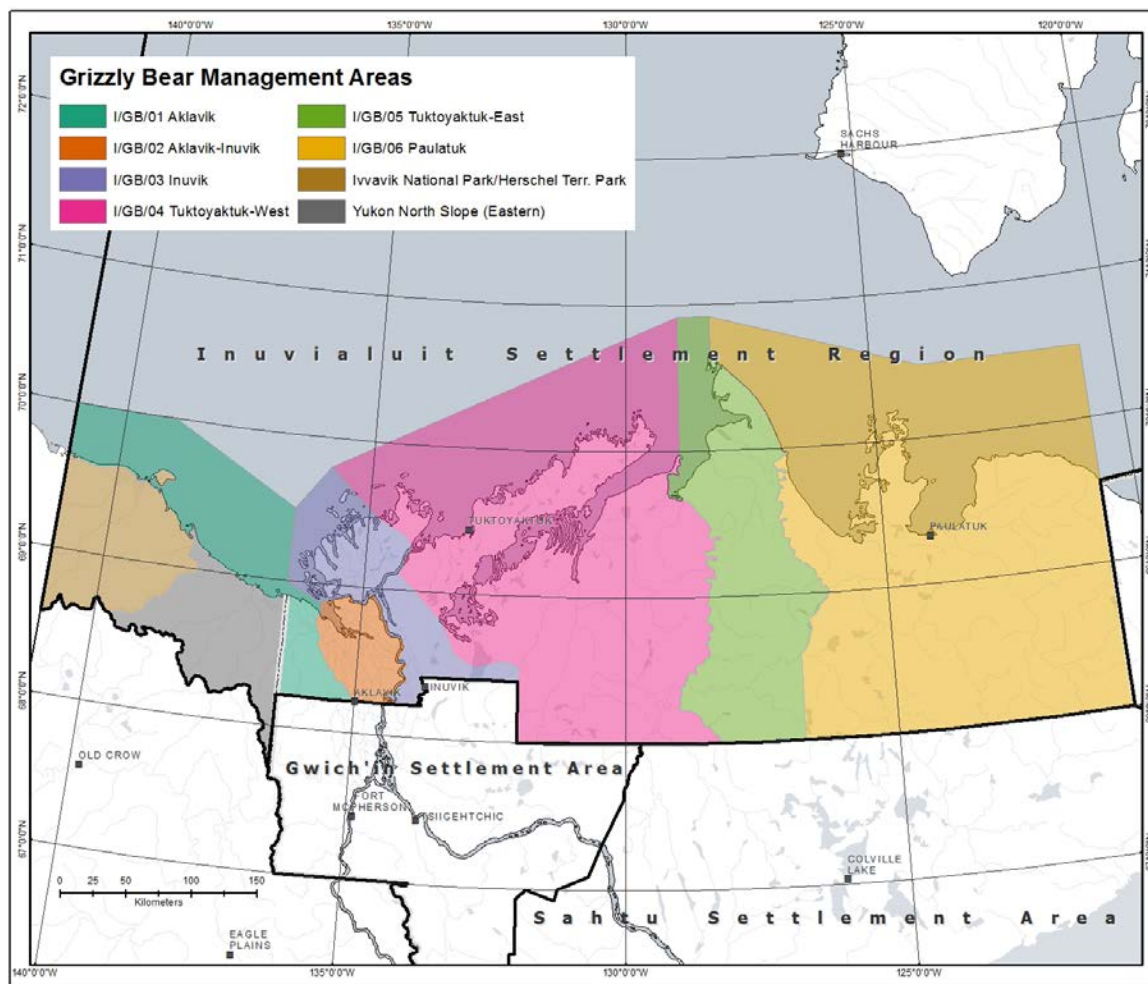 140°0'0"W 135°0'0"W 130°0'0"W 125°0'0"W 120°0'0"W
Grizzly Bear Management Areas
I/GB/01 Aklavik
I/GB/02 Aklavik-Inuvik
I/GB/03 Inuvik
I/GB/04 Tuktoyaktuk-West
I/GB/05 Tuktoyaktuk-East
I/GB/06 Paulatuk
Ivvavik National Park/Herschel Terr. Park
Yukon North Slope (Eastern)
72°0'0"N
71°0'0"N
70°0'0"N
69°0'0"N
68°0'0"N
67°0'0"N
SACHS
HARBOUR
Inuvialuit Settlement Region
TUKTOYAKTUK
PAULATUK
AKLAVIK
INUVIK
OLD CROW
Gwich'in Settlement Area
FORT
MCPHERSON
TSIIGEHTCHIC
COLVILLE
LAKE
0 25 50 100 150
Kilometers
Sahtu Settlement Area
EAGLE
PLAINS
140°0'0"W 135°0'0"W 130°0'0"W 125°0'0"W